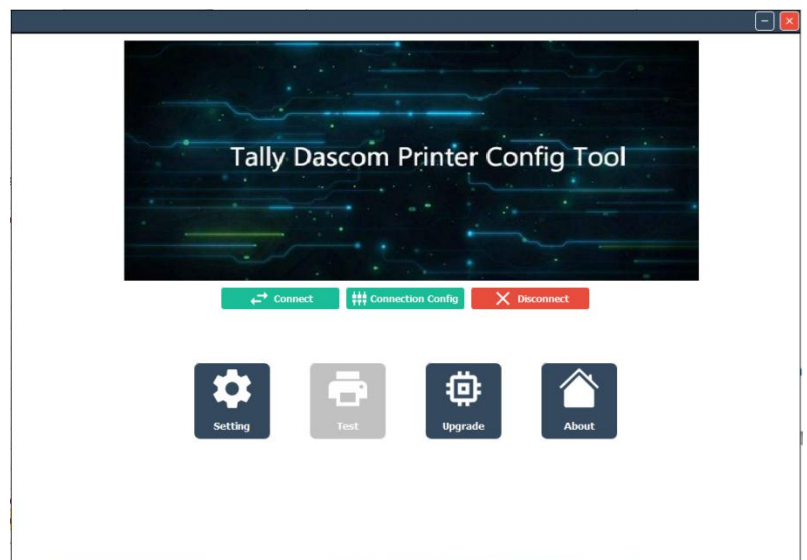 Tally Dascom Printer Config Tool
Connect
Connection Config
Disconnect
Setting
Test
Upgrade
About